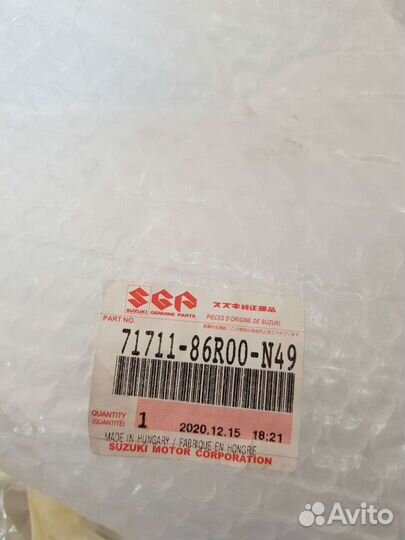 SGP
スズキ純正部品
SUZUKI GENUINE PARTS
PIÈCES D'ORIGINE DE SUZUKI
PART NO.
71711-86R00-N49
QUANTITY
(QUANTITÉ)
1
2020.12.15 18:21
MADE IN HUNGARY / FABRIQUE EN HONGRIE
SUZUKI MOTOR CORPORATION
Avito